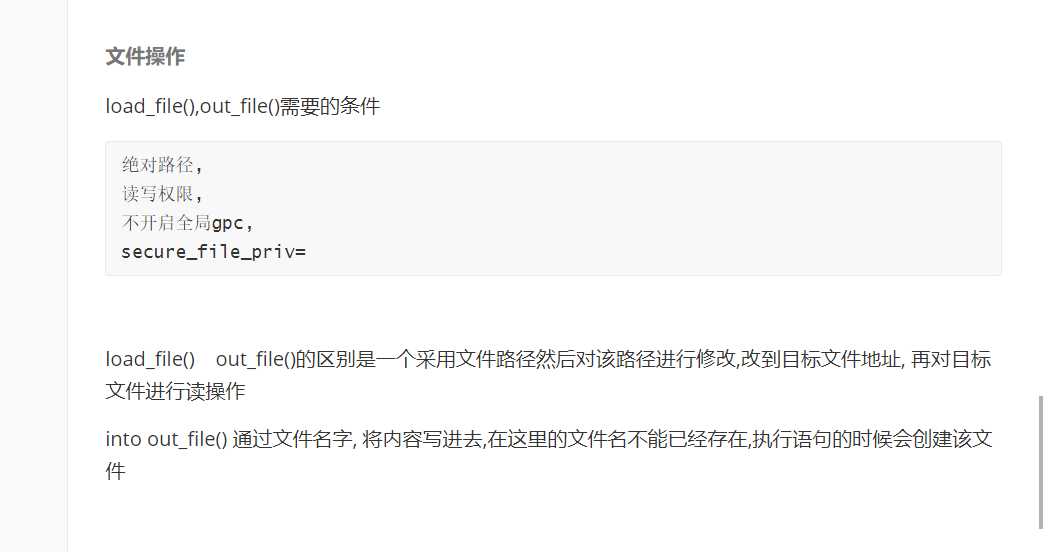 文件操作
load_file(),out_file()需要的条件
绝对路径,
读写权限,
不开启全局gpc,
secure_file_priv=
load_file() out_file()的区别是一个采用文件路径然后对该路径进行修改,改到目标文件地址, 再对目标
文件进行读操作
into out_file() 通过文件名字, 将内容写进去,在这里的文件名不能已经存在,执行语句的时候会创建该文
件